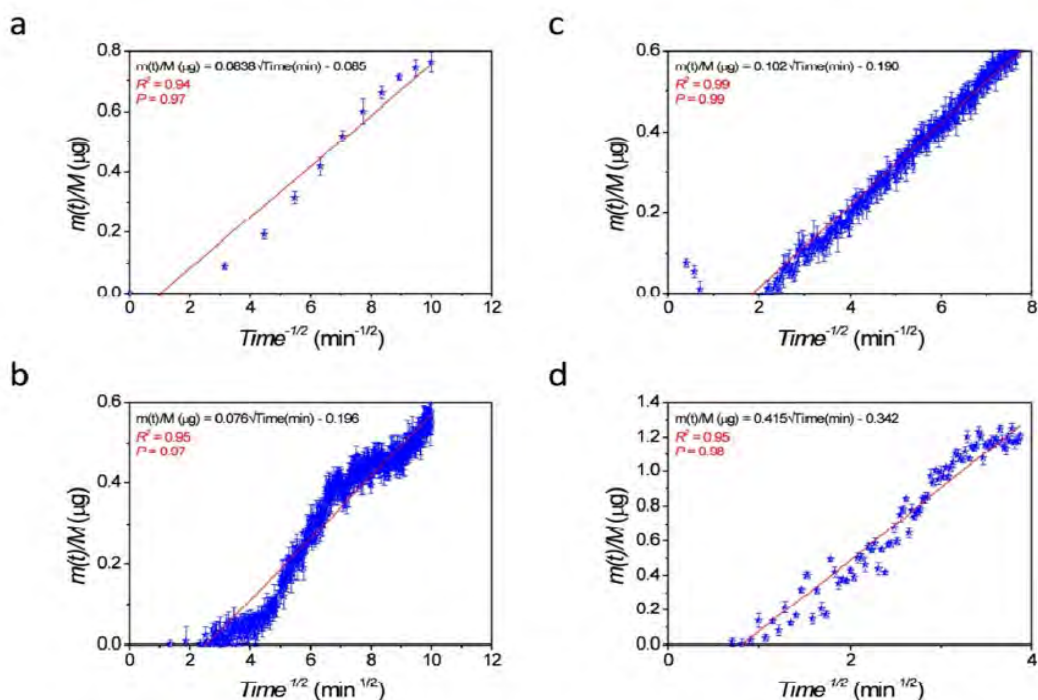 a
m(t)/M (µg) = 0.0838√Time(min) - 0.085
R² = 0.94
P = 0.97
0.8
0.6
0.4
0.2
0.0
m(t)/M (µg)
0 2 4 6 8 10 12
Time⁻¹/² (min⁻¹/²)
c
m(t)/M (µg) = 0.102√Time(min) - 0.190
R² = 0.99
P = 0.99
0.6
0.4
0.2
0.0
m(t)/M (µg)
0 2 4 6 8
Time⁻¹/² (min⁻¹/²)
b
m(t)/M (µg) = 0.076√Time(min) - 0.196
R² = 0.95
P = 0.97
0.6
0.4
0.2
0.0
m(t)/M (µg)
0 2 4 6 8 10 12
Time⁻¹/² (min⁻¹/²)
d
m(t)/M (µg) = 0.415√Time(min) - 0.342
R² = 0.95
P = 0.98
1.4
1.2
1.0
0.8
0.6
0.4
0.2
0.0
m(t)/M (µg)
0 2 4
Time⁻¹/² (min⁻¹/²)